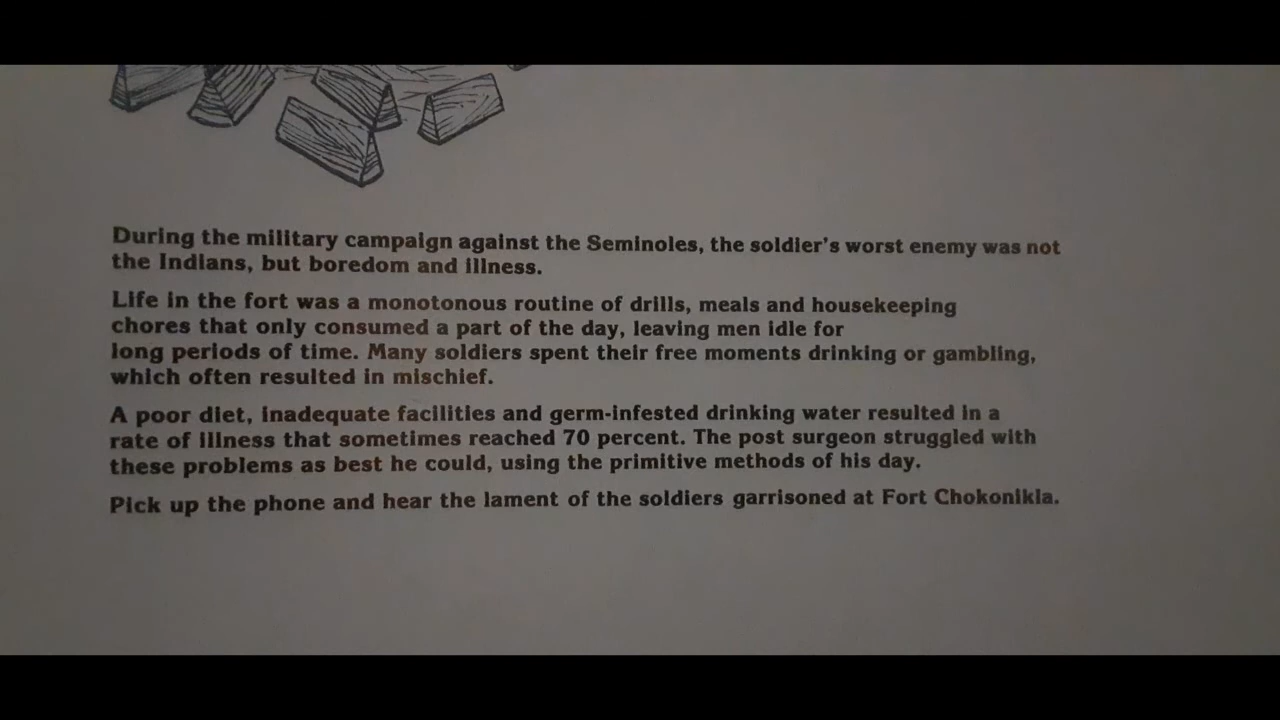 During the military campaign against the Seminoles, the soldier's worst enemy was not
the Indians, but boredom and illness.
Life in the fort was a monotonous routine of drills, meals and housekeeping
chores that only consumed a part of the day, leaving men idle for
long periods of time. Many soldiers spent their free moments drinking or gambling,
which often resulted in mischief.
A poor diet, inadequate facilities and germ-infested drinking water resulted in a
rate of illness that sometimes reached 70 percent. The post surgeon struggled with
these problems as best he could, using the primitive methods of his day.
Pick up the phone and hear the lament of the soldiers garrisoned at Fort Chokonikla.